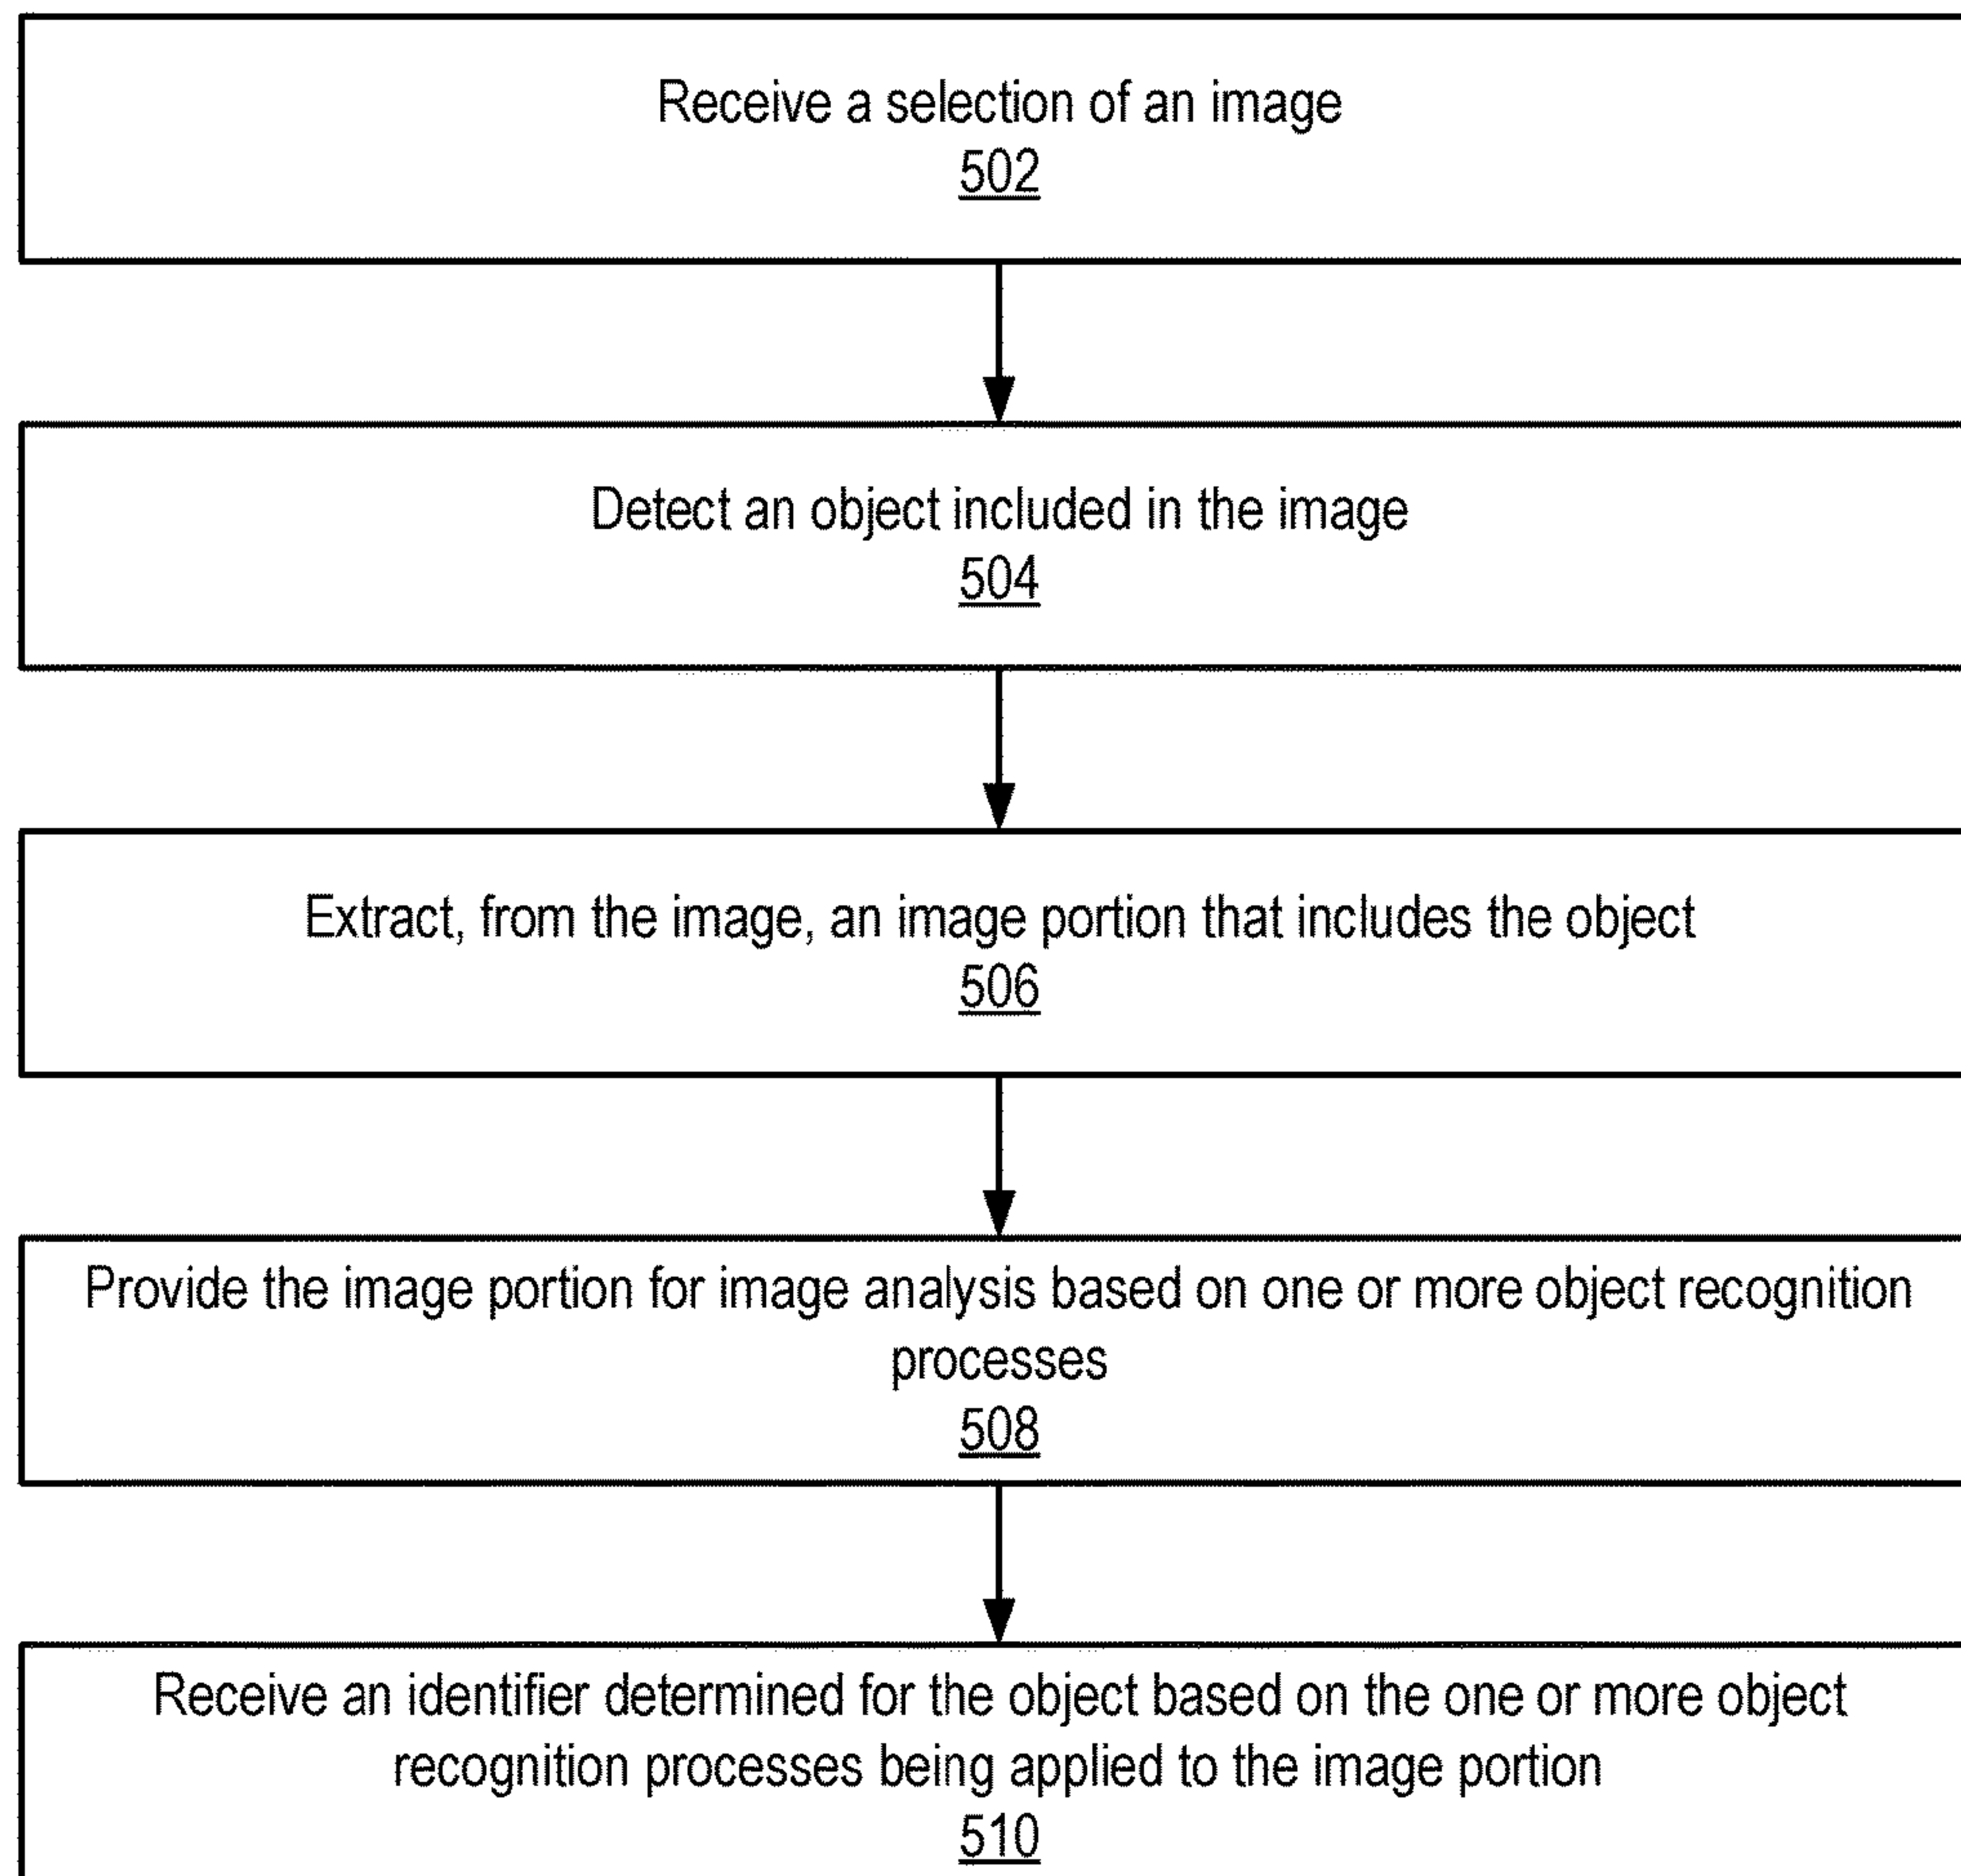 Receive a selection of an image
502
Detect an object included in the image
504
Extract, from the image, an image portion that includes the object
506
Provide the image portion for image analysis based on one or more object recognition
processes
508
Receive an identifier determined for the object based on the one or more object
recognition processes being applied to the image portion
510